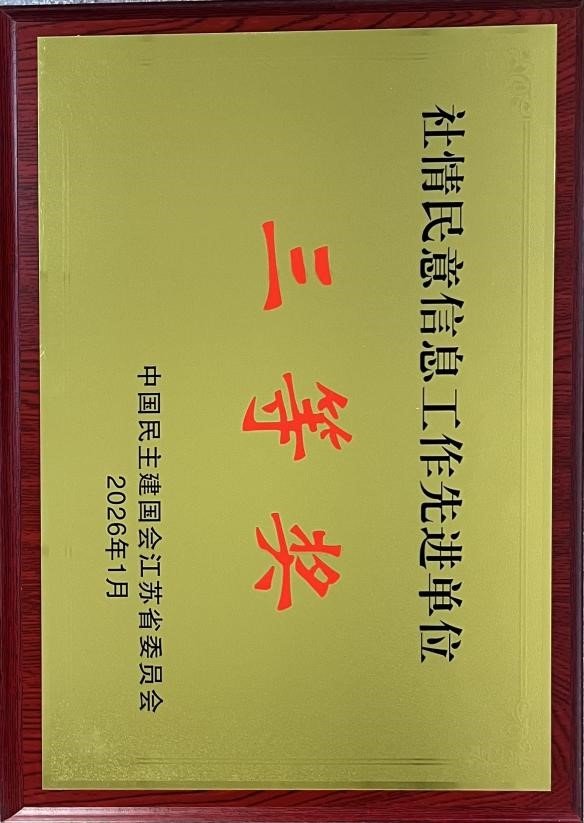 社情民意信息工作先进单位
三等奖
中国民主建国会江苏省委员会
2026年1月